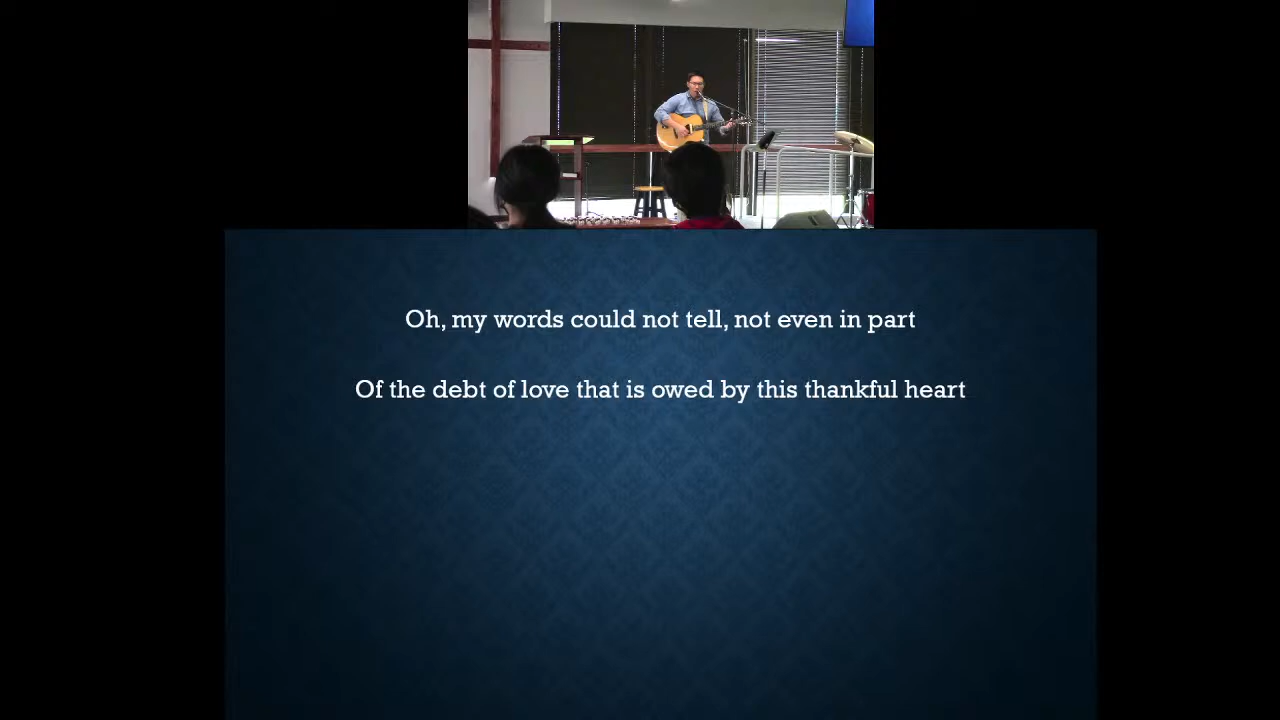 Oh, my words could not tell, not even in part
Of the debt of love that is owed by this thankful heart